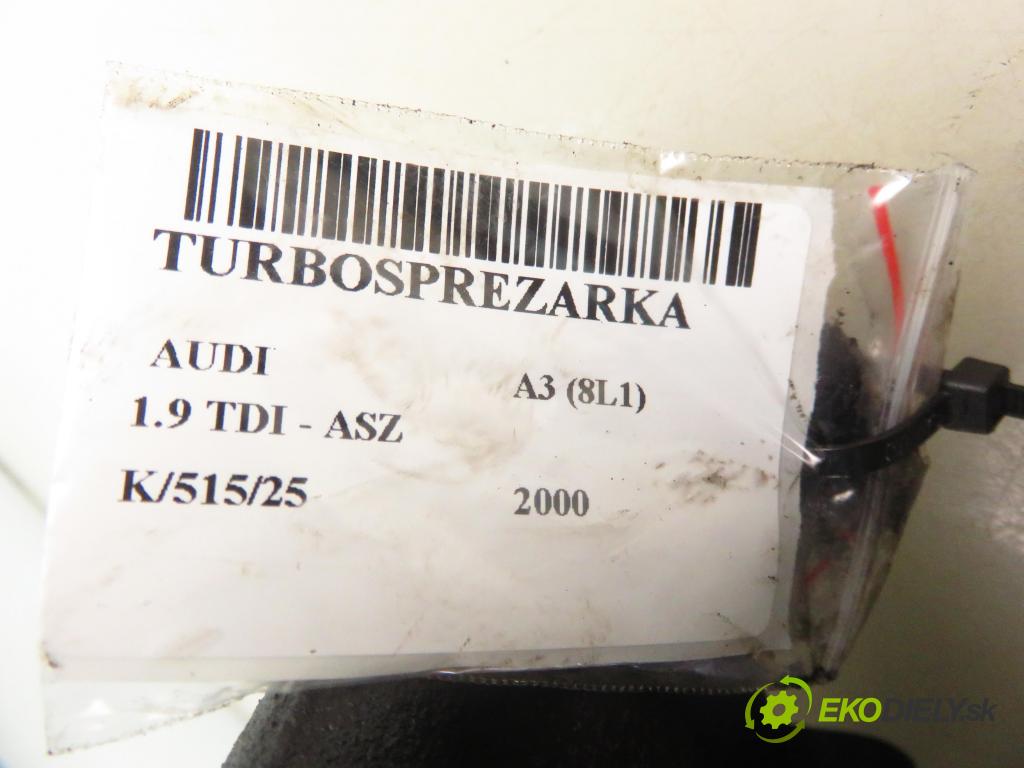 TURBOSPREZARKA
AUDI A3 (8L1)
1.9 TDI - ASZ
K/515/25 2000
EKODIELY.sk